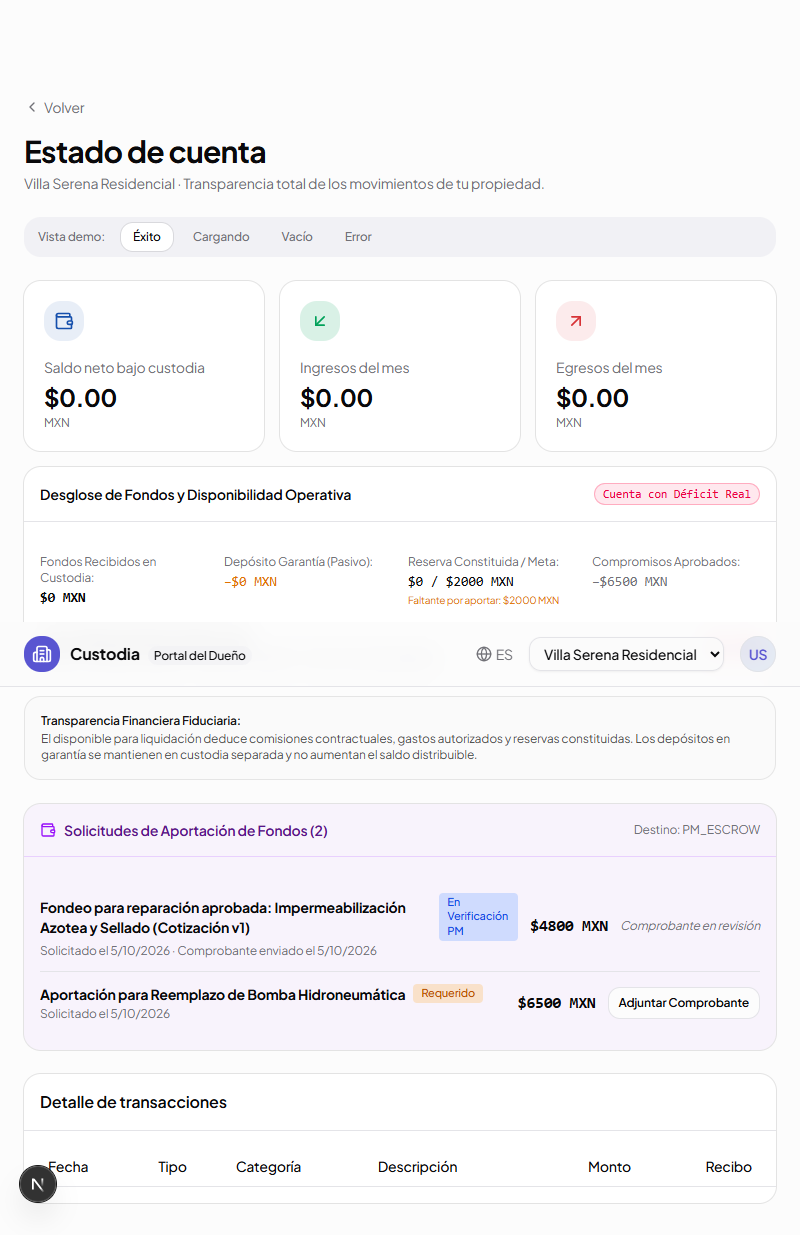 Volver
Estado de cuenta
Villa Serena Residencial · Transparencia total de los movimientos de tu propiedad.
Vista demo: Éxito Cargando Vacío Error
Saldo neto bajo custodia
$0.00
MXN
Ingresos del mes
$0.00
MXN
Egresos del mes
$0.00
MXN
Desglose de Fondos y Disponibilidad Operativa
Cuenta con Déficit Real
Fondos Recibidos en
Custodia:
$0 MXN
Depósito Garantía (Pasivo):
-$0 MXN
Reserva Constituida / Meta:
$0 / $2000 MXN
Faltante por aportar: $2000 MXN
Compromisos Aprobados:
-$6500 MXN
Custodia Portal del Dueño
ES
Villa Serena Residencial
US
Transparencia Financiera Fiduciaria:
El disponible para liquidación deduce comisiones contractuales, gastos autorizados y reservas constituidas. Los depósitos en
garantía se mantienen en custodia separada y no aumentan el saldo distribuible.
Solicitudes de Aportación de Fondos (2)
Destino: PM_ESCROW
Fondeo para reparación aprobada: Impermeabilización
Azotea y Sellado (Cotización v1)
Solicitado el 5/10/2026 · Comprobante enviado el 5/10/2026
En
Verificación
PM
$4800 MXN
Comprobante en revisión
Aportación para Reemplazo de Bomba Hidroneumática
Requerido
Solicitado el 5/10/2026
$6500 MXN
Adjuntar Comprobante
Detalle de transacciones
Fecha Tipo Categoría Descripción Monto Recibo
N